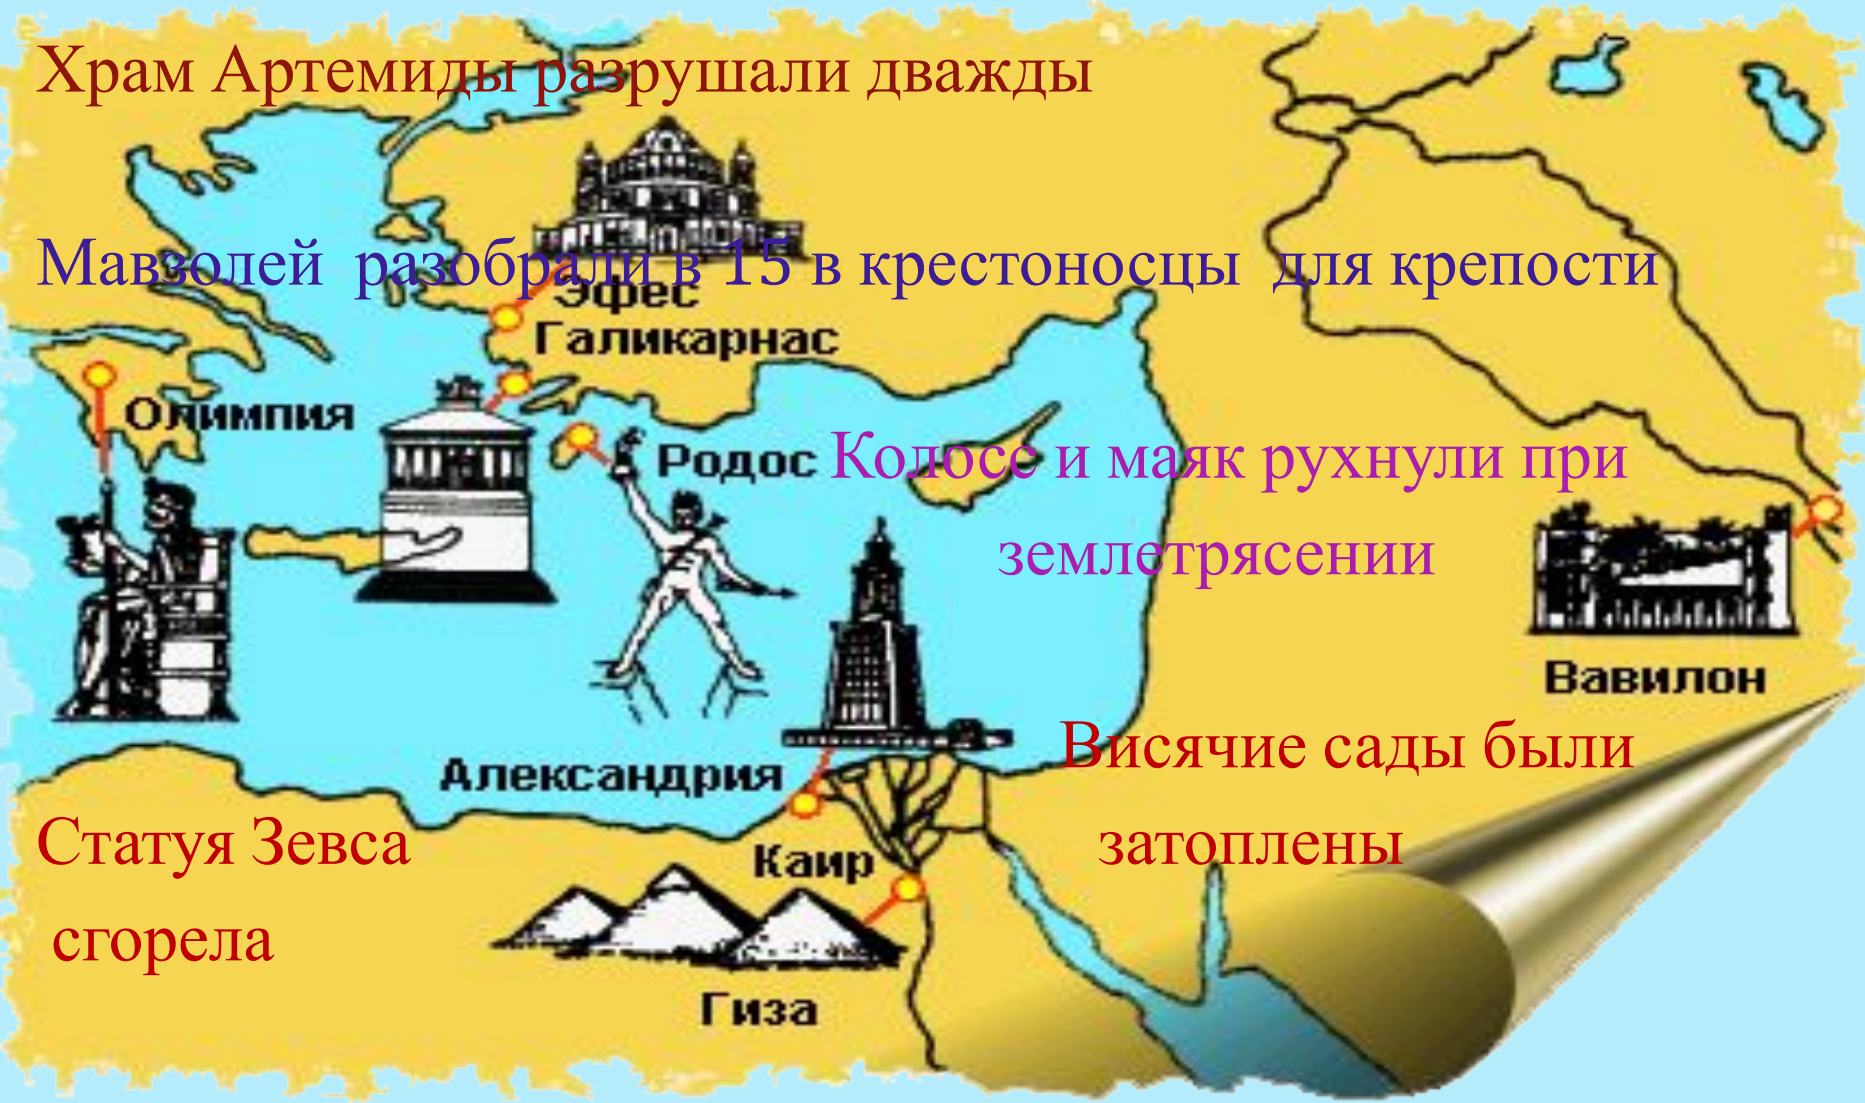 Храм Артемиды разрушали дважды
Мавзолей разобрали в 15 в крестоносцы для крепости
Эфес
Галикарнас
Олимпия
Родос
Колосс и маяк рухнули при
землетрясении
Вавилон
Висячие сады были
затоплены
Александрия
Статуя Зевса
сгорела
Каир
Гиза